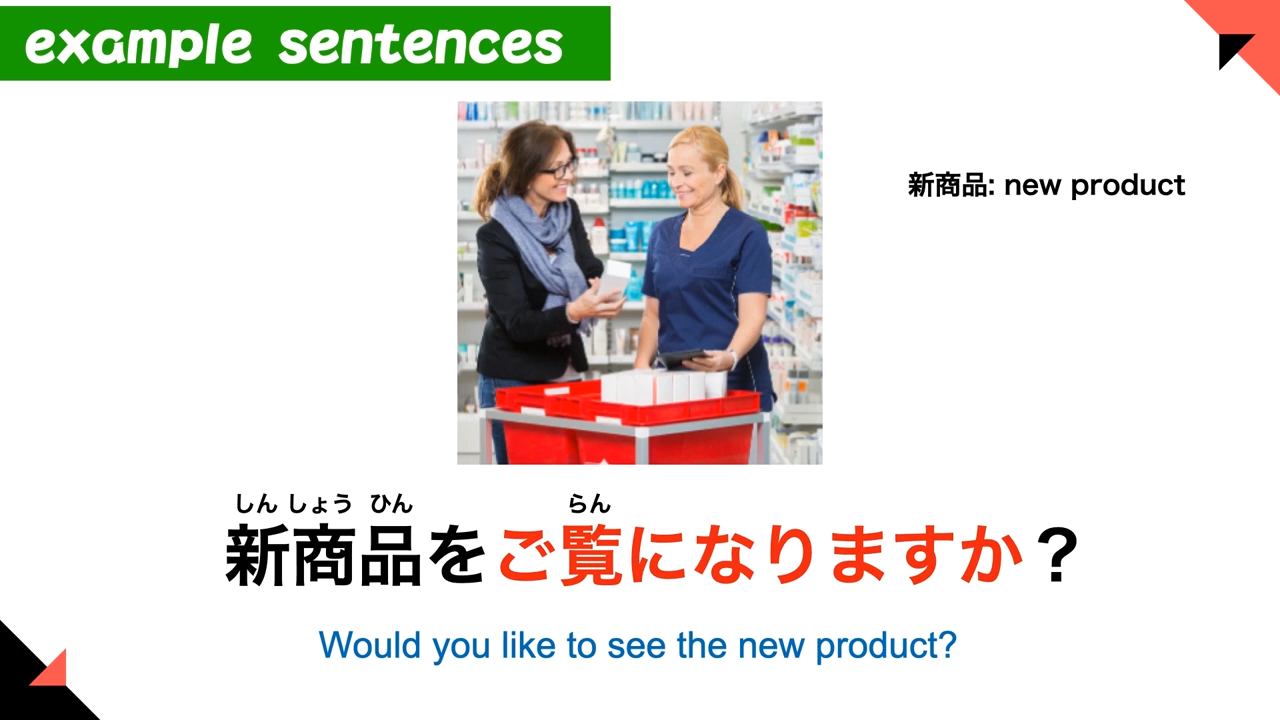 example sentences
新商品: new product
しん しょう ひん らん
新商品をご覧になりますか？
Would you like to see the new product?